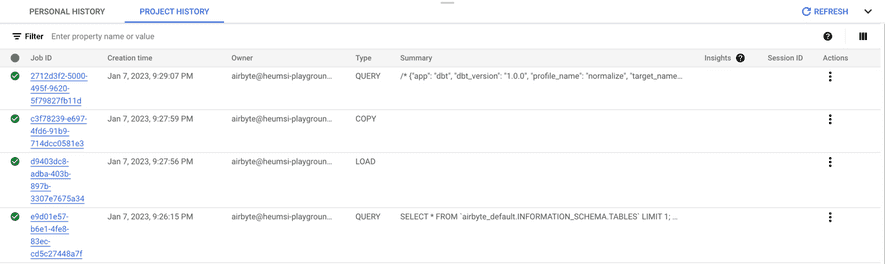 PERSONAL HISTORY PROJECT HISTORY REFRESH
Filter Enter property name or value
Job ID Creation time Owner Type Summary Insights Session ID Actions
2712d3f2-5000- Jan 7, 2023, 9:29:07 PM airbyte@heumsi-playgroun... QUERY /* {"app": "dbt", "dbt_version": "1.0.0", "profile_name": "normalize", "target_name...
495f-9620-
5f79827fb11d
c3f78239-e697- Jan 7, 2023, 9:27:59 PM airbyte@heumsi-playgroun... COPY
4fd6-91b9-
714dcc0581e3
d9403dc8- Jan 7, 2023, 9:27:56 PM airbyte@heumsi-playgroun... LOAD
adba-403b-
897b-
3307e7675a34
e9d01e57- Jan 7, 2023, 9:26:15 PM airbyte@heumsi-playgroun... QUERY SELECT * FROM `airbyte_default.INFORMATION_SCHEMA.TABLES` LIMIT 1; ...
b6e1-4fe8-
83ec-
cd5c27448a7f